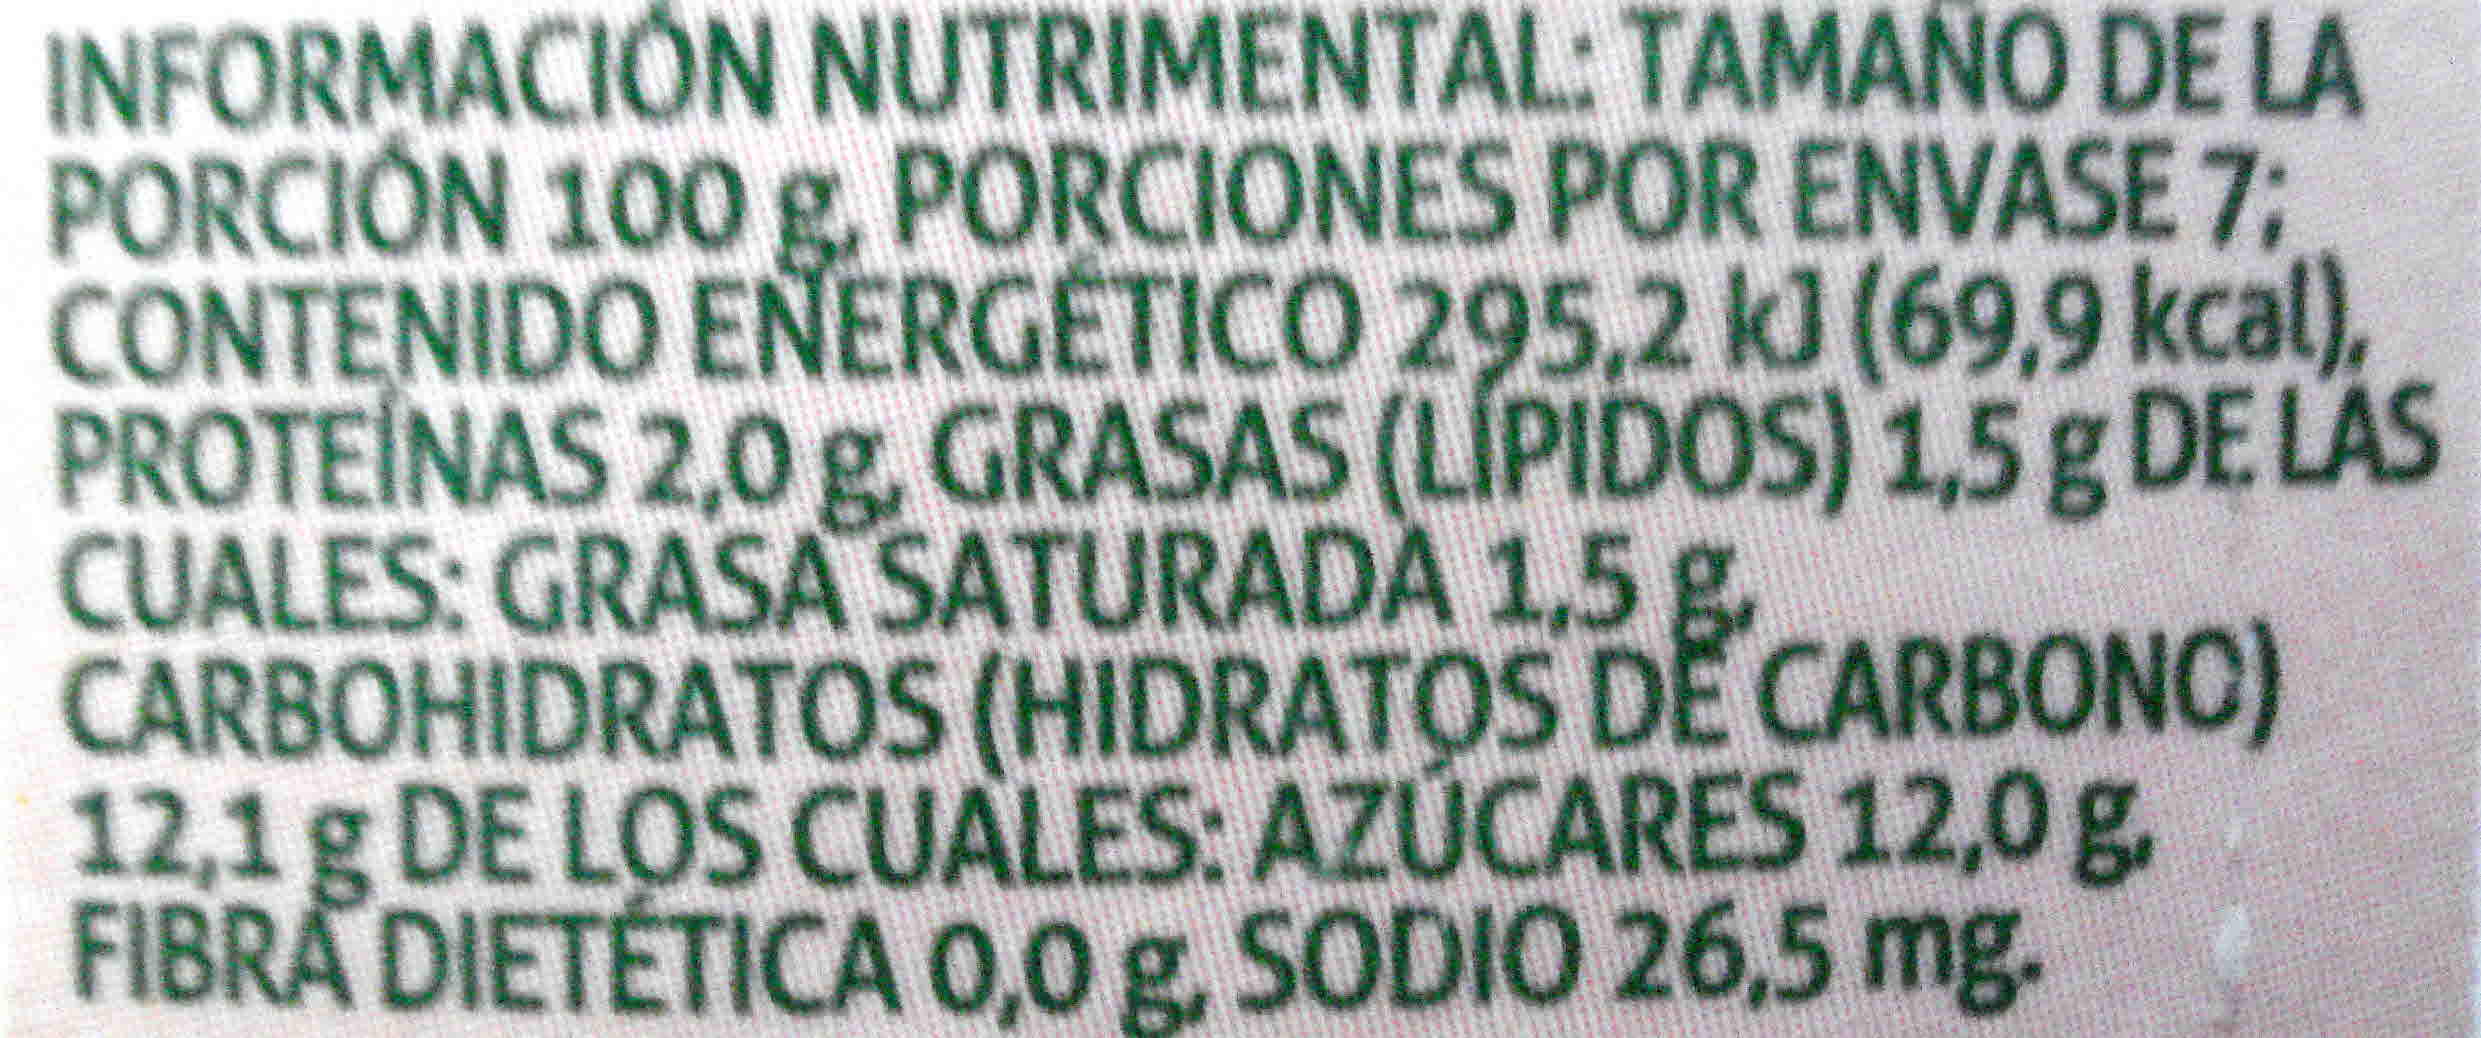 INFORMACIÓN NUTRIMENTAL: TAMAÑO DE LA
PORCIÓN 100 g, PORCIONES POR ENVASE 7;
CONTENIDO ENERGÉTICO 295,2 kJ (69,9 kcal),
PROTEÍNAS 2,0 g, GRASAS (LÍPIDOS) 1,5 g DE LAS
CUALES: GRASA SATURADA 1,5 g,
CARBOHIDRATOS (HIDRATOS DE CARBONO)
12,1 g DE LOS CUALES: AZÚCARES 12,0 g,
FIBRA DIETÉTICA 0,0 g, SODIO 26,5 mg.